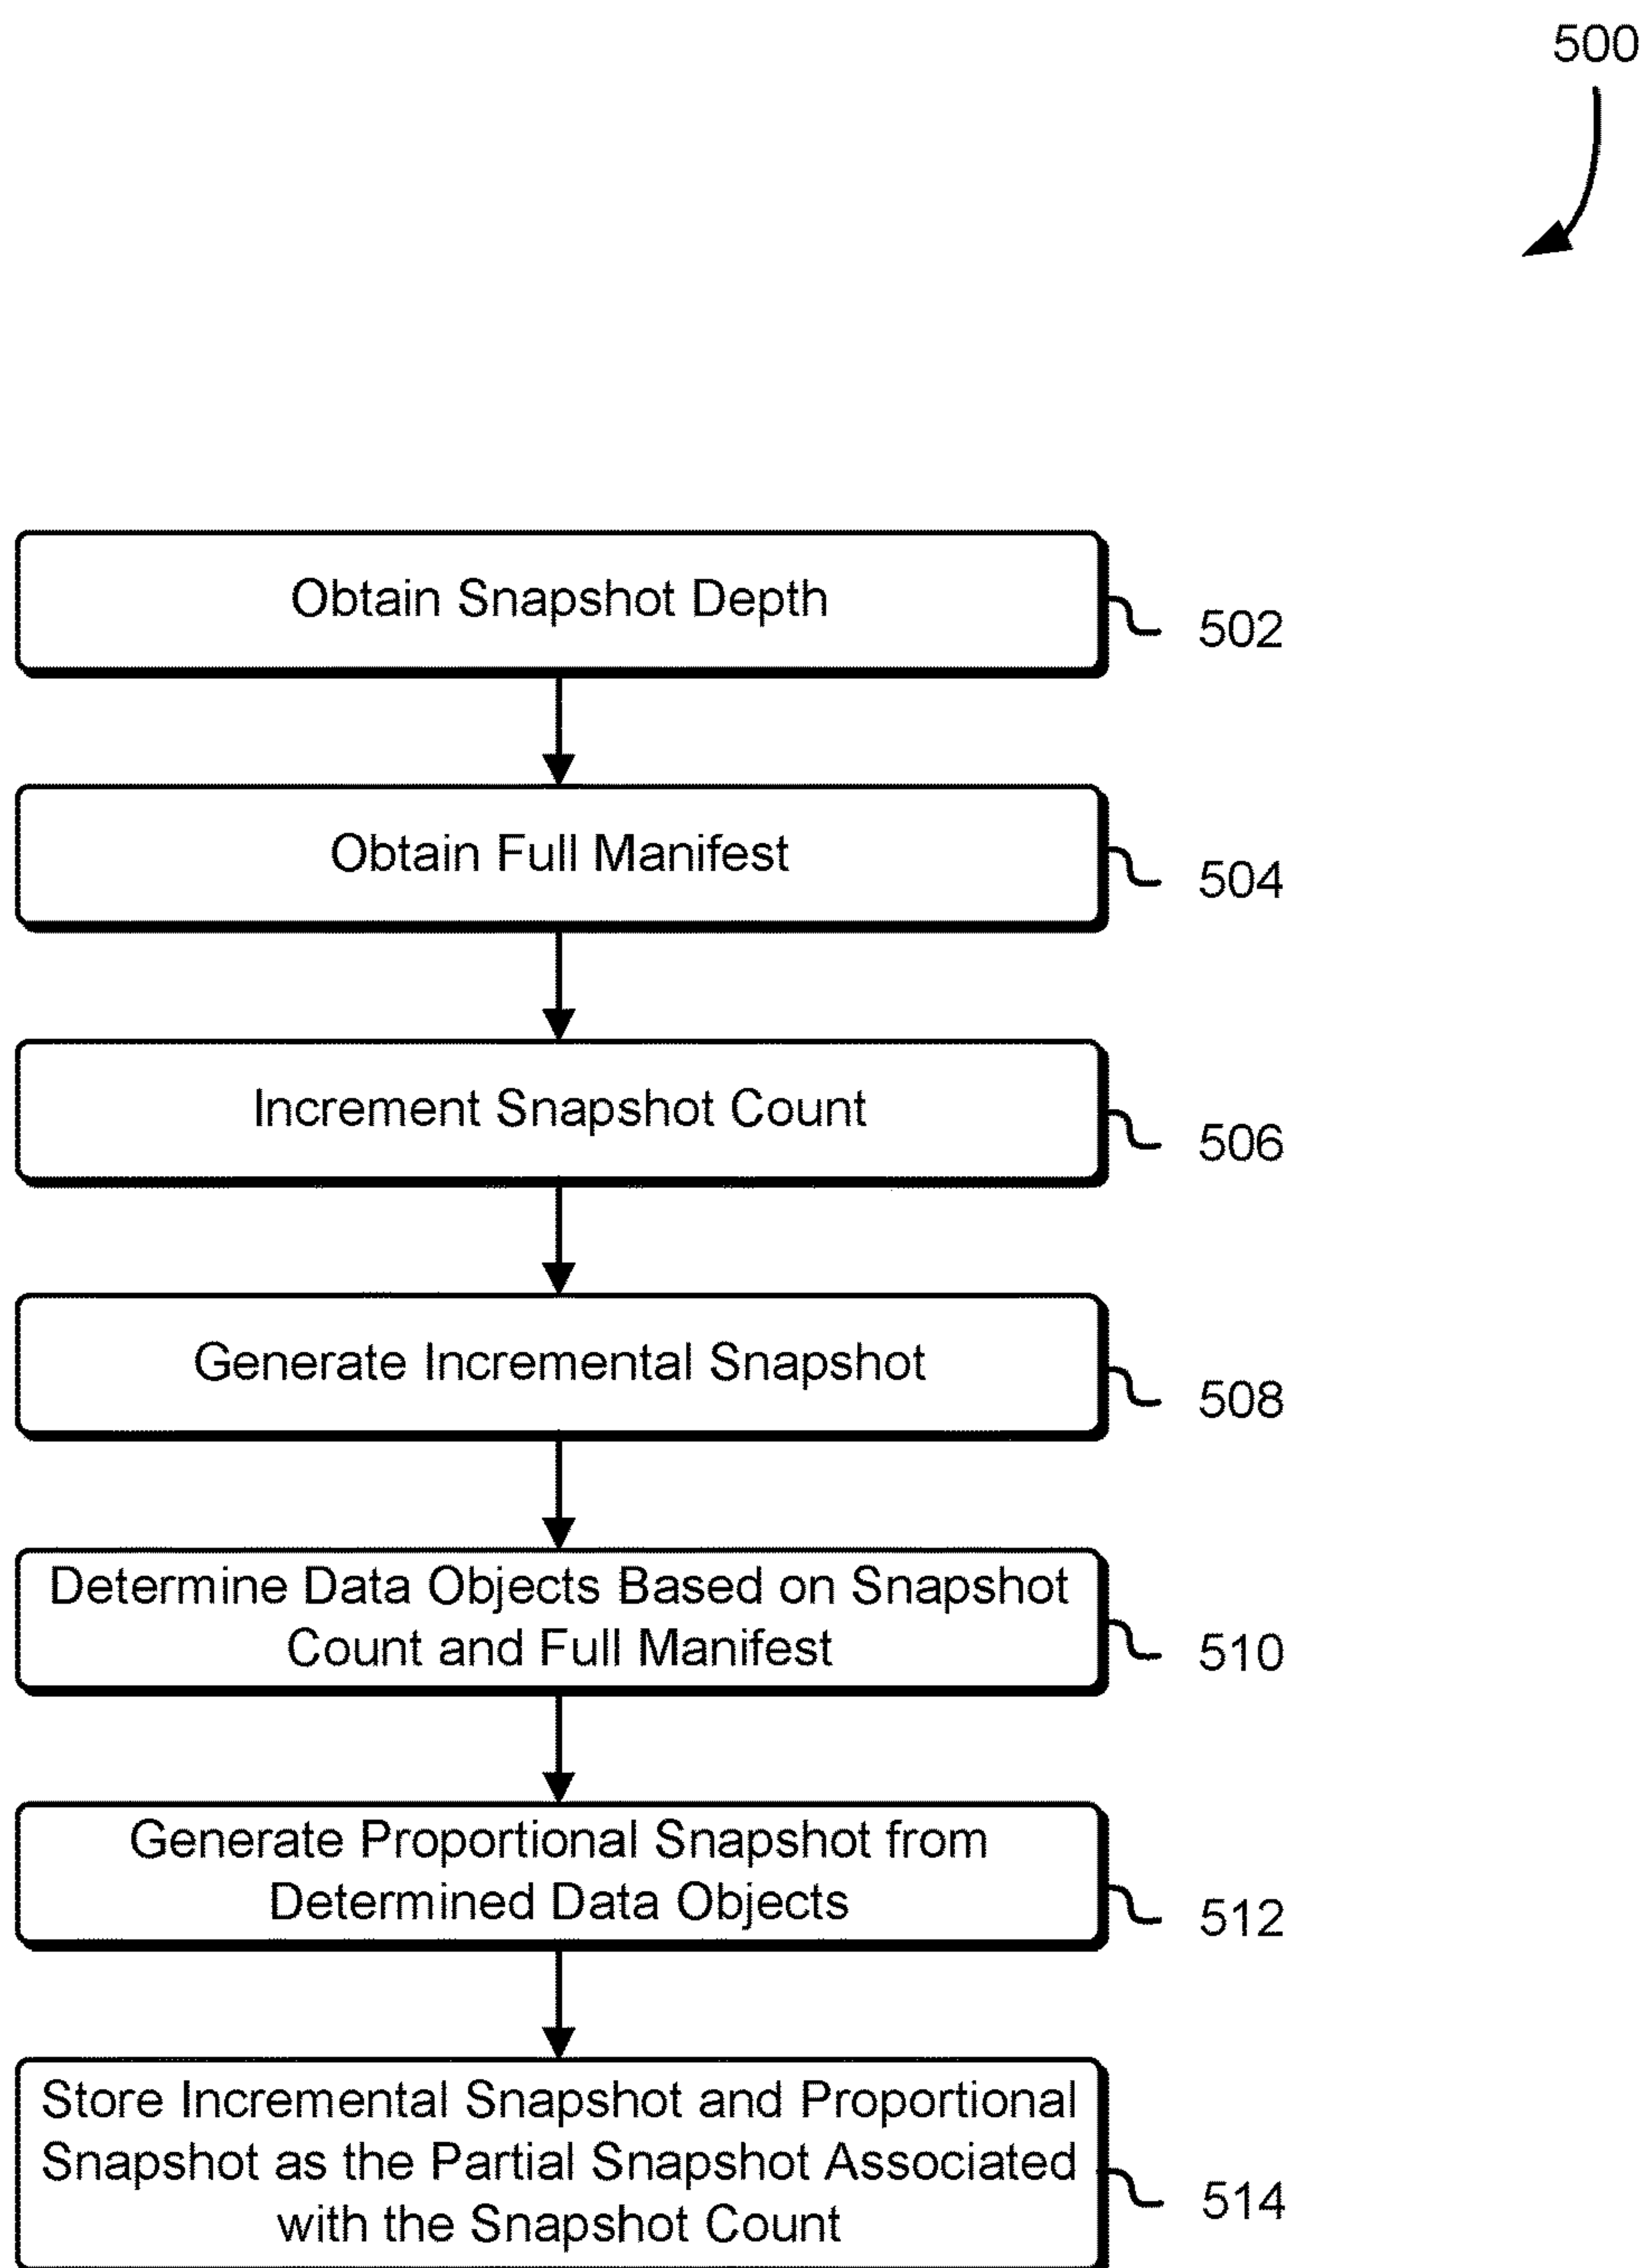 500
Obtain Snapshot Depth
502
Obtain Full Manifest
504
Increment Snapshot Count
506
Generate Incremental Snapshot
508
Determine Data Objects Based on Snapshot
Count and Full Manifest
510
Generate Proportional Snapshot from
Determined Data Objects
512
Store Incremental Snapshot and Proportional
Snapshot as the Partial Snapshot Associated
with the Snapshot Count
514